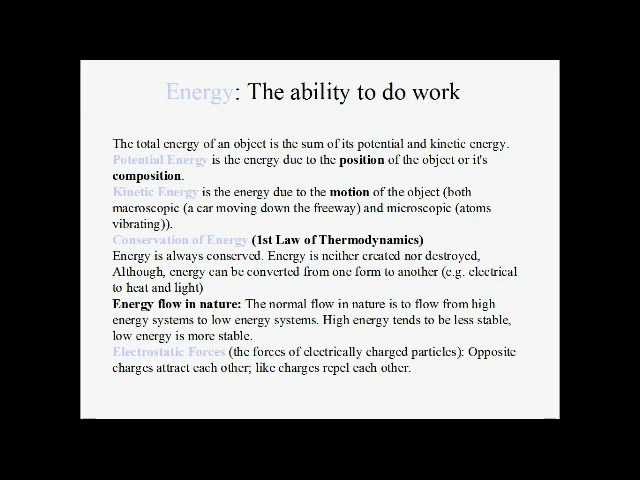 Energy: The ability to do work
The total energy of an object is the sum of its potential and kinetic energy.
Potential Energy is the energy due to the position of the object or it's
composition.
Kinetic Energy is the energy due to the motion of the object (both
macroscopic (a car moving down the freeway) and microscopic (atoms
vibrating)).
Conservation of Energy (1st Law of Thermodynamics)
Energy is always conserved. Energy is neither created nor destroyed,
Although, energy can be converted from one form to another (e.g. electrical
to heat and light)
Energy flow in nature: The normal flow in nature is to flow from high
energy systems to low energy systems. High energy tends to be less stable,
low energy is more stable.
Electrostatic Forces (the forces of electrically charged particles): Opposite
charges attract each other; like charges repel each other.